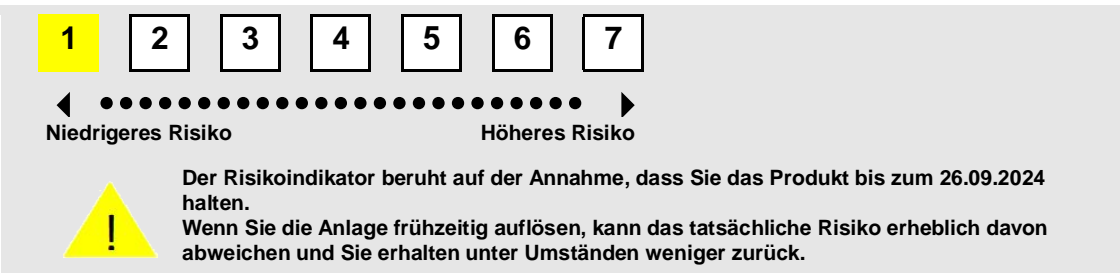 1 2 3 4 5 6 7
Niedrigeres Risiko Höheres Risiko
Der Risikoindikator beruht auf der Annahme, dass Sie das Produkt bis zum 26.09.2024
halten.
! Wenn Sie die Anlage frühzeitig auflösen, kann das tatsächliche Risiko erheblich davon
abweichen und Sie erhalten unter Umständen weniger zurück.